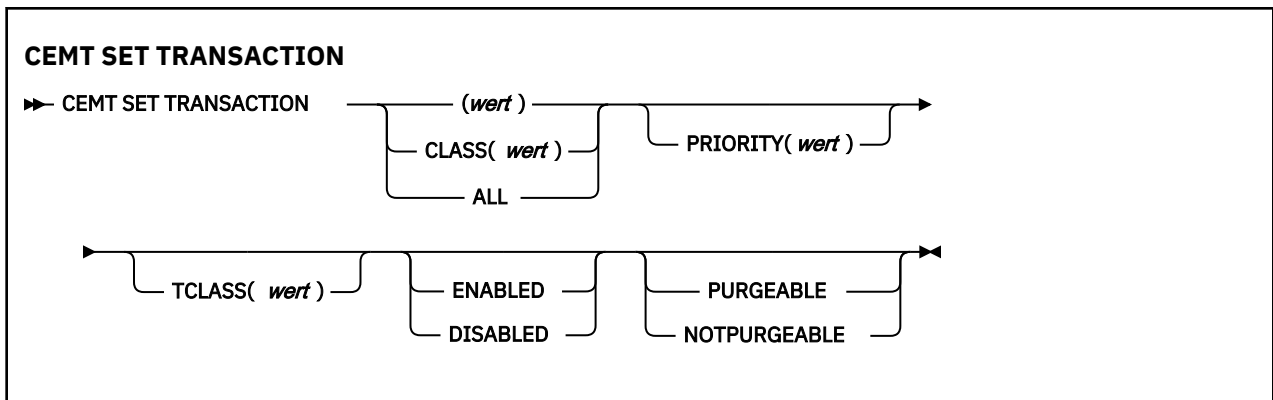 CEMT SET TRANSACTION
CEMT SET TRANSACTION (wert )
CLASS( wert )
ALL
PRIORITY( wert )
TCLASS( wert )
ENABLED
DISABLED
PURGEABLE
NOTPURGEABLE